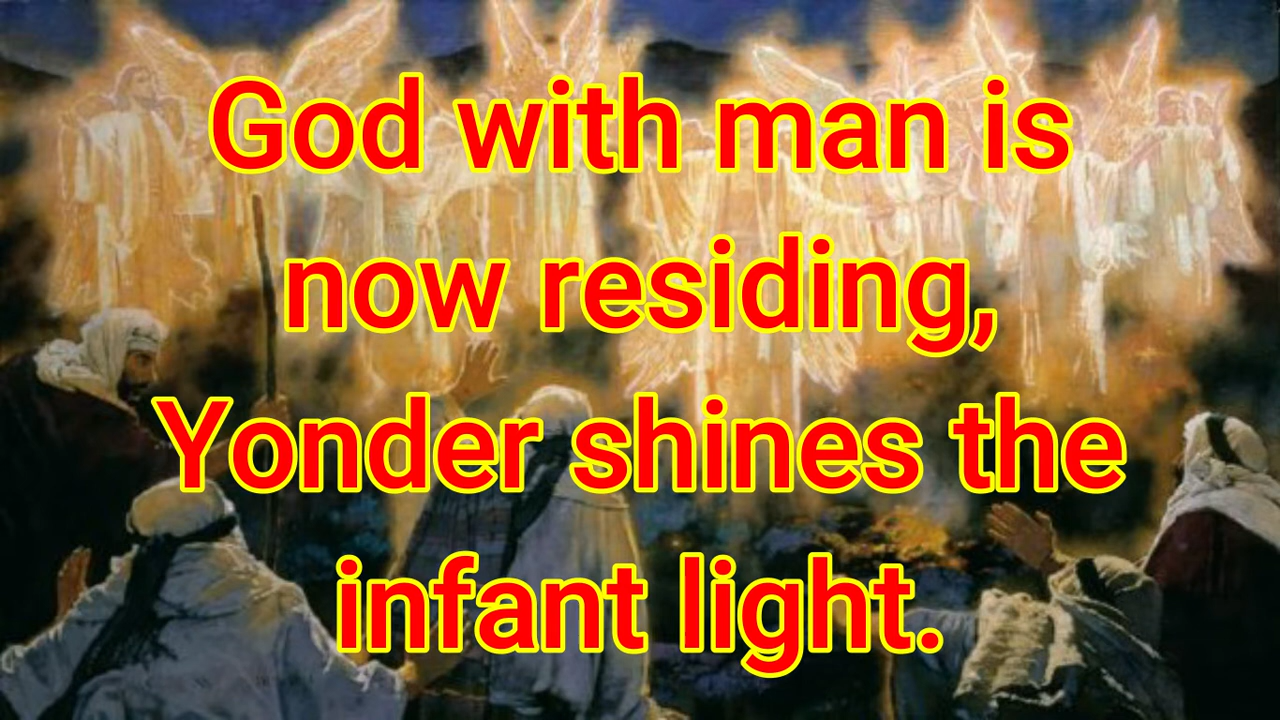 God with man is
now residing,
Yonder shines the
infant light.